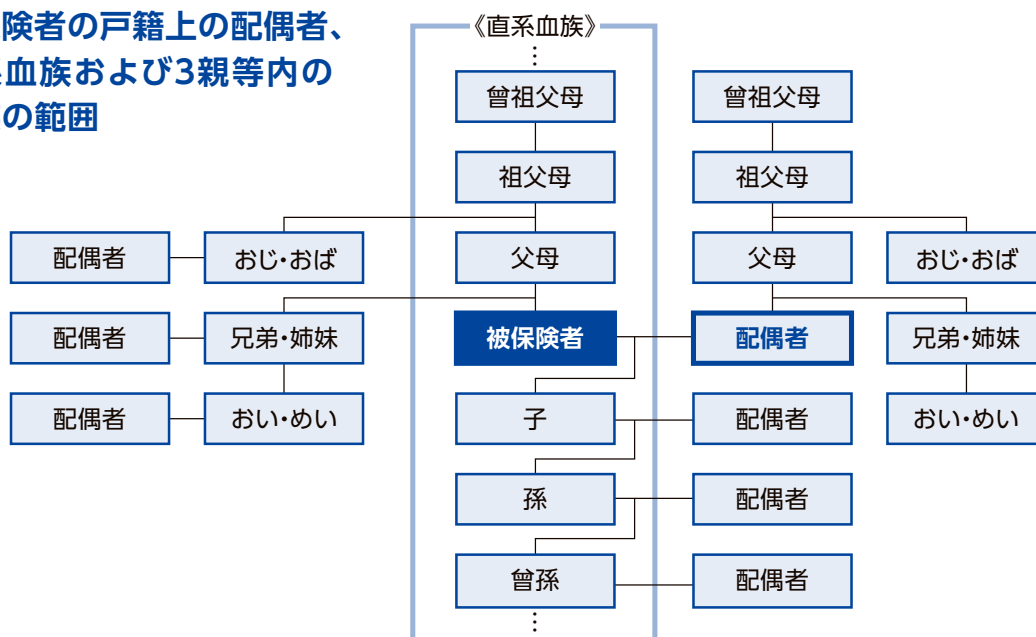 険者の戸籍上の配偶者、
血族および3親等内の
の範囲
《直系血族》
⋮
曾祖父母
曾祖父母
祖父母
祖父母
配偶者
おじ・おば
父母
父母
おじ・おば
配偶者
兄弟・姉妹
被保険者
配偶者
兄弟・姉妹
配偶者
おい・めい
子
配偶者
おい・めい
孫
配偶者
曾孫
配偶者
⋮